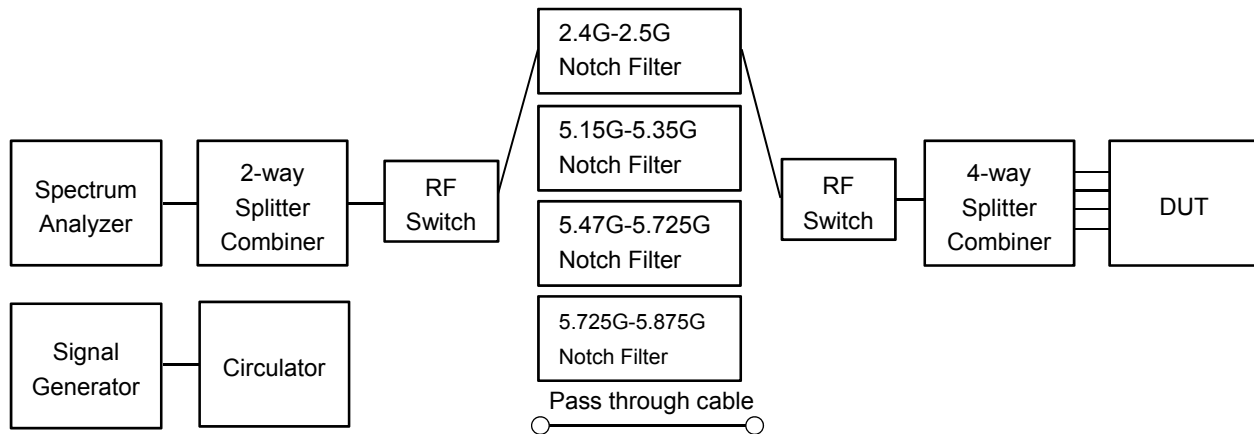 Spectrum
Analyzer
2-way
Splitter
Combiner
RF
Switch
2.4G-2.5G
Notch Filter
5.15G-5.35G
Notch Filter
5.47G-5.725G
Notch Filter
5.725G-5.875G
Notch Filter
Pass through cable
RF
Switch
4-way
Splitter
Combiner
DUT
Signal
Generator
Circulator